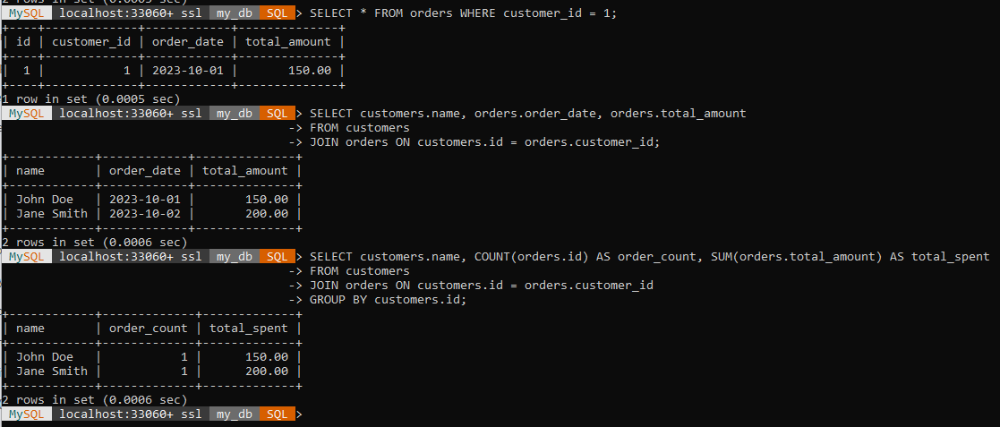 2 rows in set (0.0005 sec)
MySQL localhost:33060+ ssl my_db SQL > SELECT * FROM orders WHERE customer_id = 1;
+----+-------------+------------+--------------+
| id | customer_id | order_date | total_amount |
+----+-------------+------------+--------------+
|  1 |           1 | 2023-10-01 |       150.00 |
+----+-------------+------------+--------------+
1 row in set (0.0005 sec)
MySQL localhost:33060+ ssl my_db SQL > SELECT customers.name, orders.order_date, orders.total_amount
-> FROM customers
-> JOIN orders ON customers.id = orders.customer_id;
+------------+------------+--------------+
| name       | order_date | total_amount |
+------------+------------+--------------+
| John Doe   | 2023-10-01 |       150.00 |
| Jane Smith | 2023-10-02 |       200.00 |
+------------+------------+--------------+
2 rows in set (0.0006 sec)
MySQL localhost:33060+ ssl my_db SQL > SELECT customers.name, COUNT(orders.id) AS order_count, SUM(orders.total_amount) AS total_spent
-> FROM customers
-> JOIN orders ON customers.id = orders.customer_id
-> GROUP BY customers.id;
+------------+-------------+-------------+
| name       | order_count | total_spent |
+------------+-------------+-------------+
| John Doe   |           1 |      150.00 |
| Jane Smith |           1 |      200.00 |
+------------+-------------+-------------+
2 rows in set (0.0006 sec)
MySQL localhost:33060+ ssl my_db SQL >